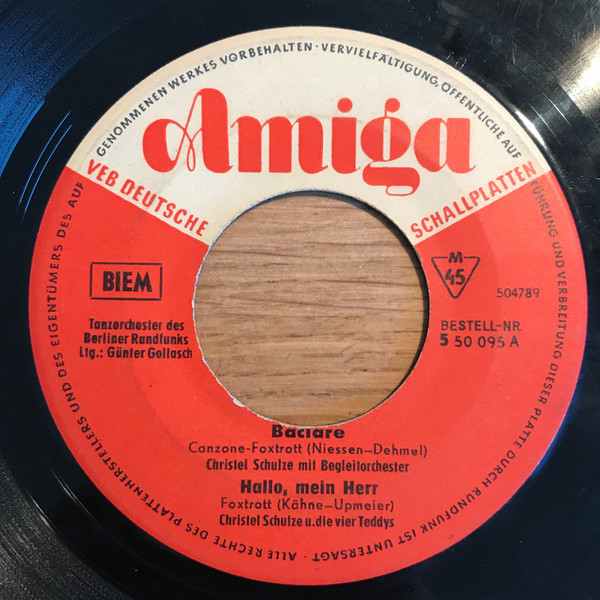 ALLE RECHTE DES PLATTENHERSTELLERS UND DES EIGENTÜMERS DES AUF
GENOMMENEN WERKES VORBEHALTEN · VERVIELFÄLTIGUNG, ÖFFENTLICHE AUF
FÜHRUNG UND VERBREITUNG DIESER PLATTE DURCH RUNDFUNK IST UNTERSAGT ·
Amiga
VEB DEUTSCHE
SCHALLPLATTEN
BIEM
M
45
504789
Tanzorchester des
Berliner Rundfunks
Ltg.: Günter Gollasch
BESTELL-NR
5 50 095 A
Baciare
Canzone-Foxtrott (Niessen–Dehmel)
Christel Schulze mit Begleitorchester
Hallo, mein Herr
Foxtrott (Kähne–Upmeier)
Christel Schulze u.die vier Teddys